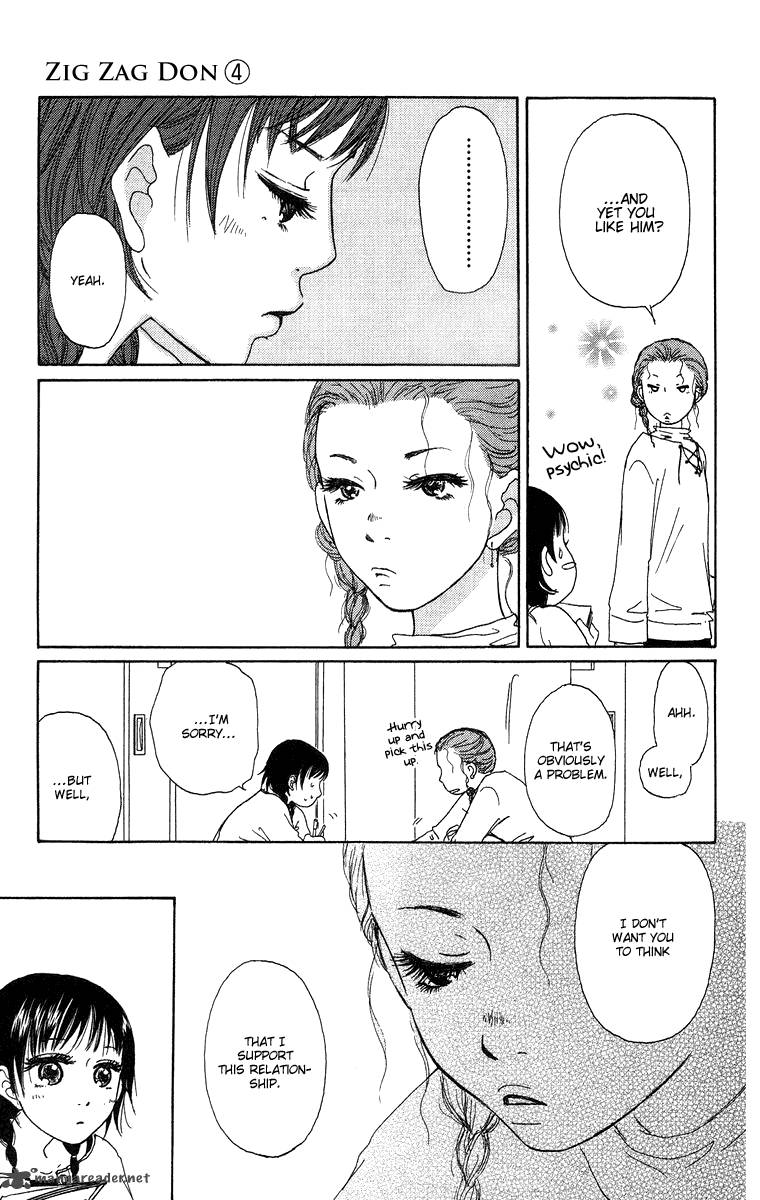 ZIG ZAG DON ④
...AND
YET YOU
LIKE HIM?
WOW,
psychic!
..............
YEAH.
AHH.
WELL,
THAT'S
OBVIOUSLY
A PROBLEM.
Hurry
up and
pick this
up.
...I'M
SORRY...
...BUT
WELL,
I DON'T
WANT YOU
TO THINK
THAT I
SUPPORT
THIS RELATION-
SHIP.
mangareader.net